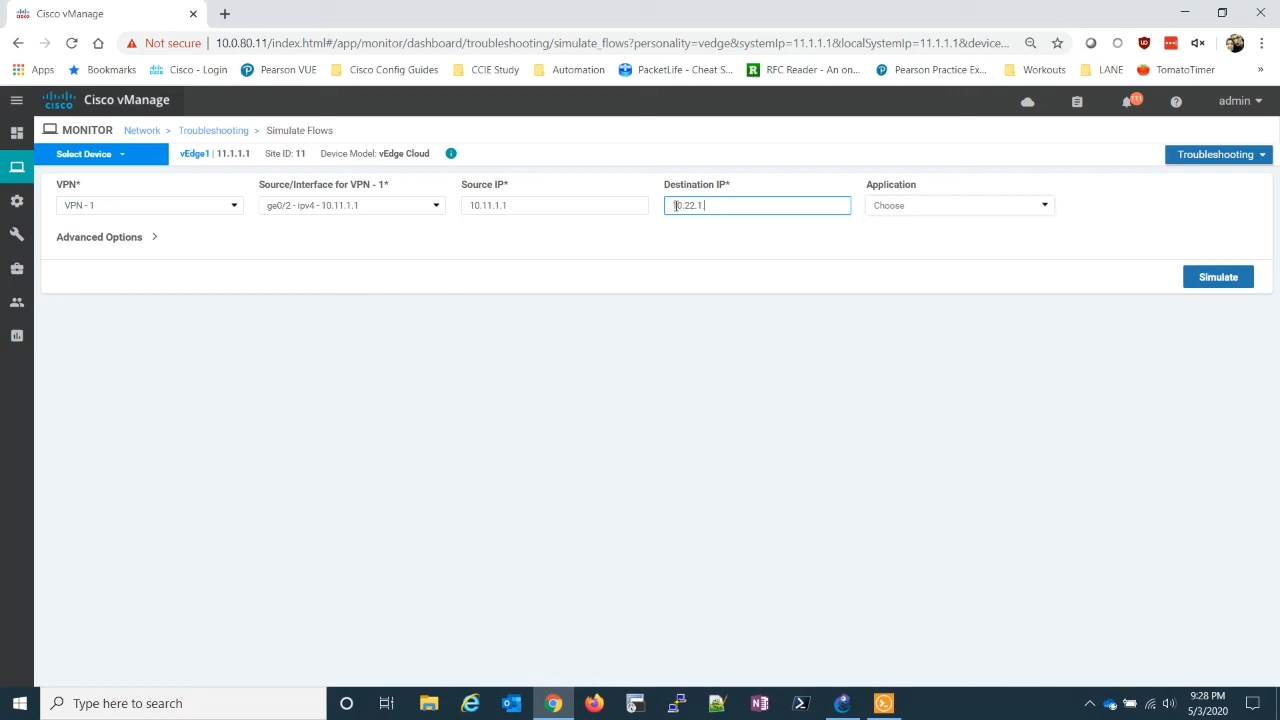 Cisco vManage
Not secure 10.0.80.11/index.html#/app/monitor/dashboard/troubleshooting/simulate_flows?personality=vedge&systemIp=11.1.1.1&localSystemIp=11.1.1.1&device...
Apps Bookmarks Cisco - Login Pearson VUE Cisco Config Guides CCIE Study Automation PacketLife - Cheat S... RFC Reader - An on... Pearson Practice Ex... Workouts LANE TomatoTimer »
Cisco vManage admin
MONITOR Network > Troubleshooting > Simulate Flows
Select Device vEdge1 | 11.1.1.1 Site ID: 11 Device Model: vEdge Cloud Troubleshooting
VPN* Source/Interface for VPN - 1* Source IP* Destination IP* Application
VPN - 1 ge0/2 - ipv4 - 10.11.1.1 10.11.1.1 10.22.1. Choose
Advanced Options
Simulate
Type here to search
9:28 PM
5/3/2020